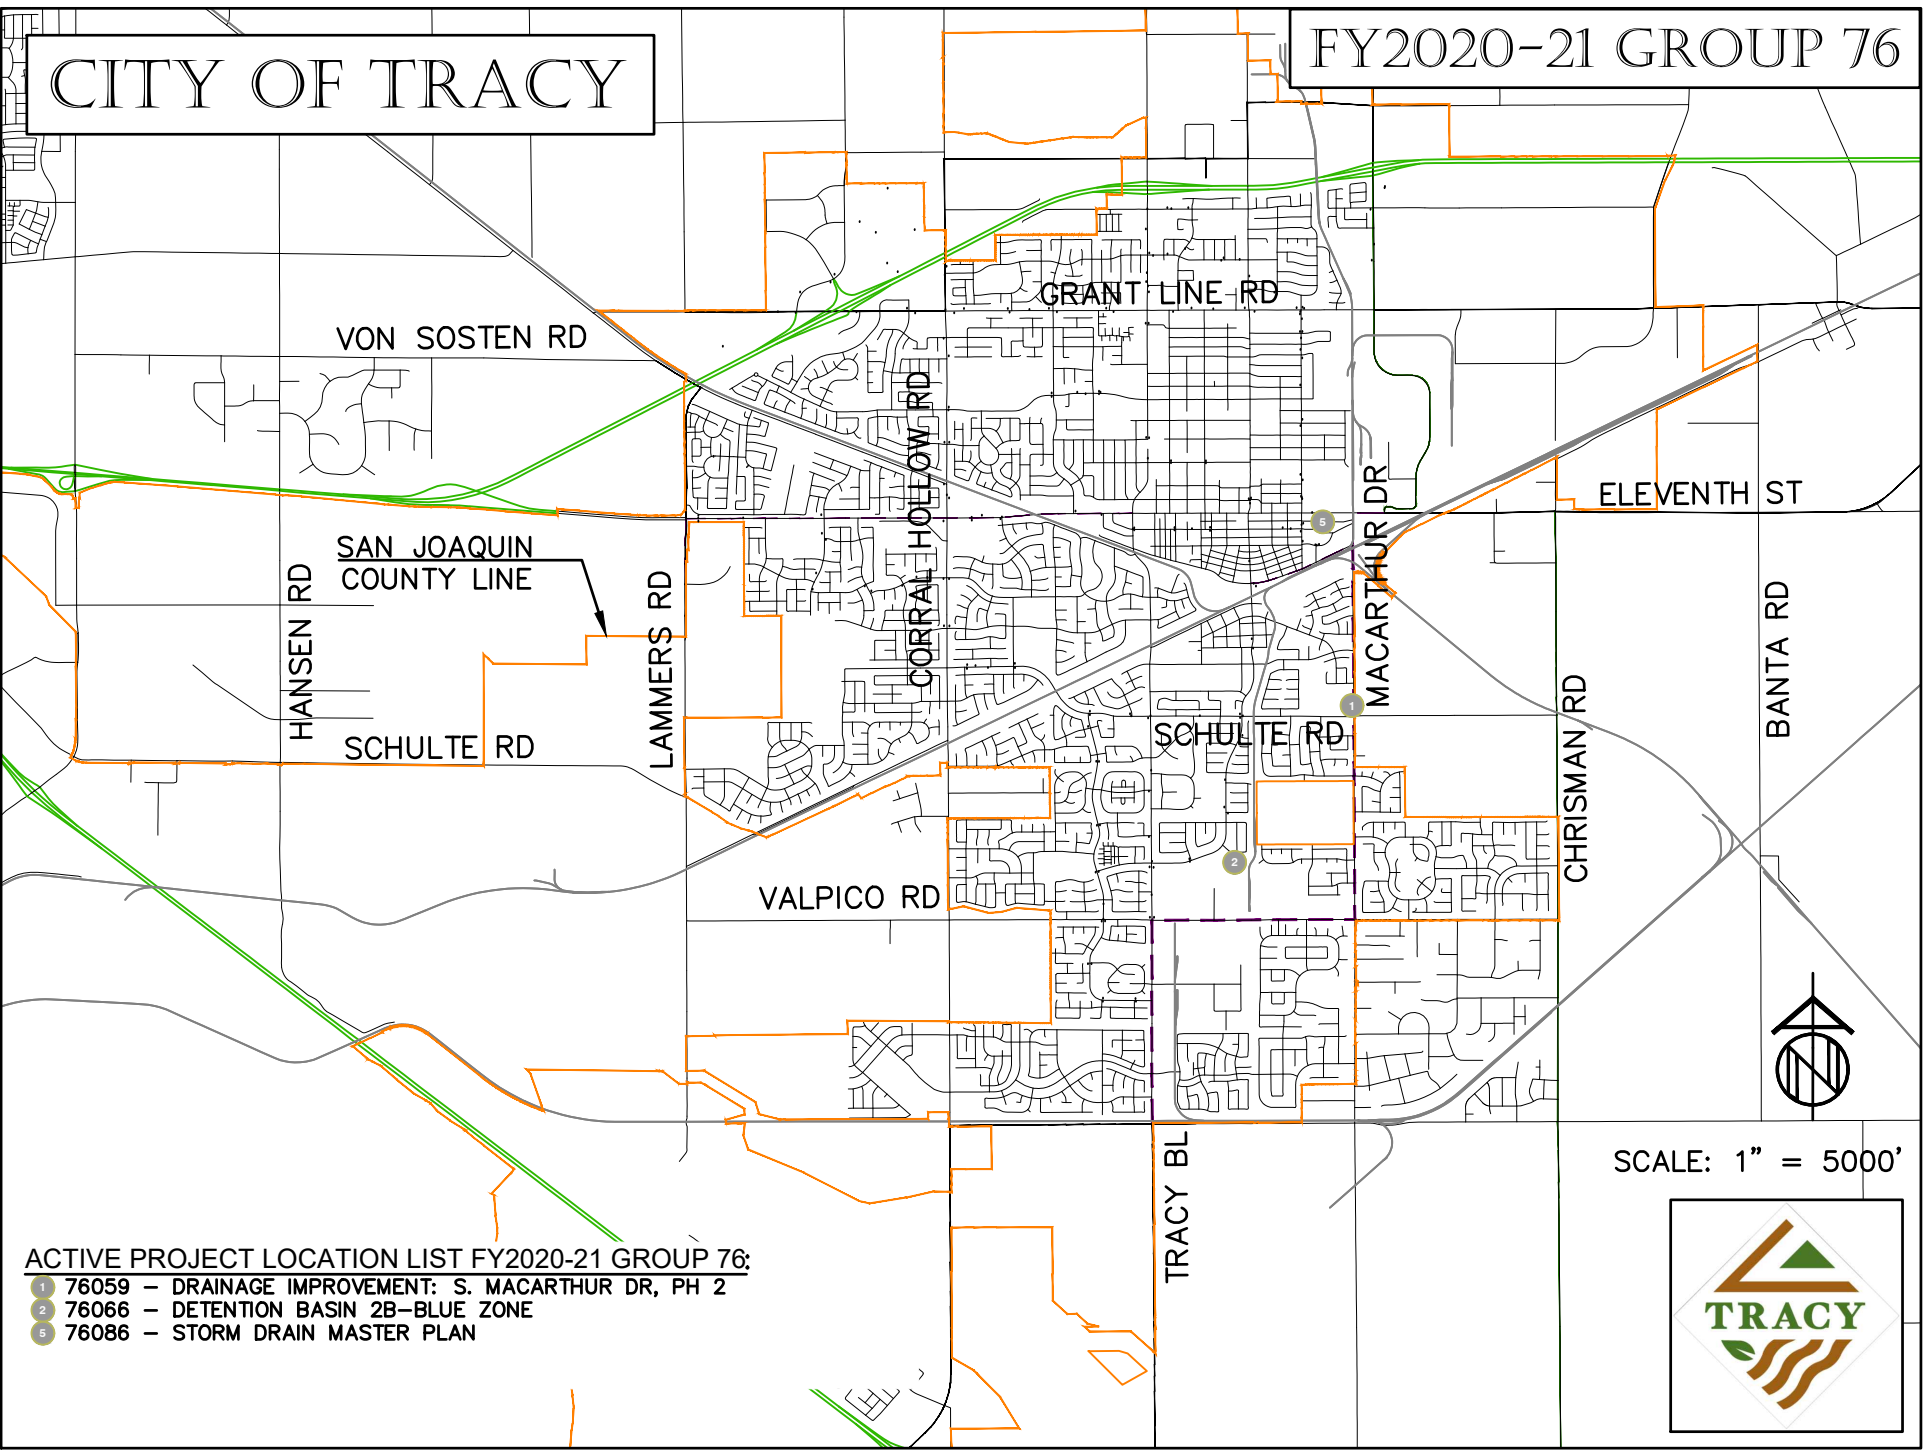 CITY OF TRACY
FY2020-21 GROUP 76
GRANT LINE RD
VON SOSTEN RD
CORRAL HOLLOW RD
MACARTHUR DR
ELEVENTH ST
5
SAN JOAQUIN
COUNTY LINE
HANSEN RD
LAMMERS RD
BANTA RD
CHRISMAN RD
1
SCHULTE RD
SCHULTE RD
2
VALPICO RD
N
TRACY BL
SCALE: 1" = 5000'
ACTIVE PROJECT LOCATION LIST FY2020-21 GROUP 76:
1 76059 – DRAINAGE IMPROVEMENT: S. MACARTHUR DR, PH 2
2 76066 – DETENTION BASIN 2B–BLUE ZONE
5 76086 – STORM DRAIN MASTER PLAN
TRACY